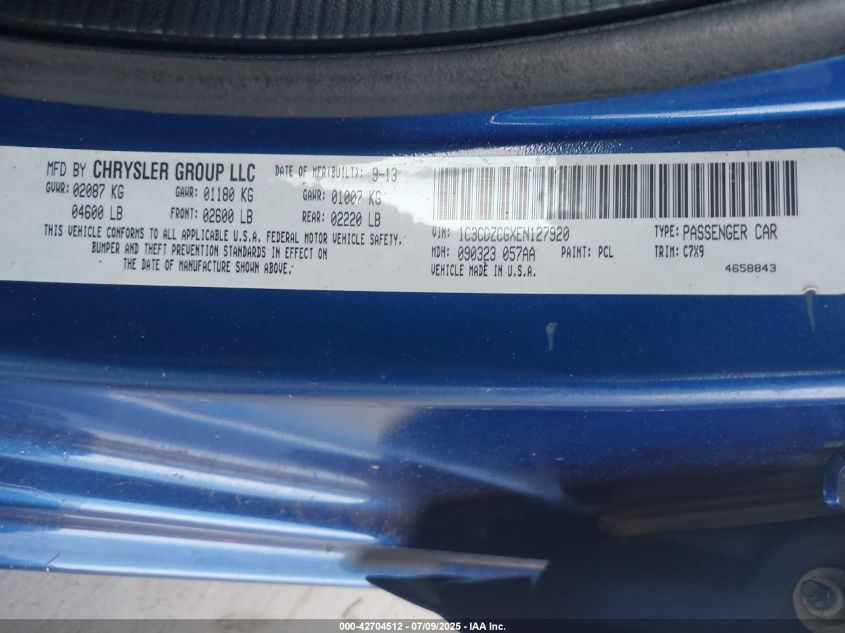 MFD BY CHRYSLER GROUP LLC DATE OF MFR(BUILT): 9-13
GVWR: 02087 KG GAWR: 01180 KG GAWR: 01007 KG
04600 LB FRONT: 02600 LB REAR: 02220 LB
THIS VEHICLE CONFORMS TO ALL APPLICABLE U.S.A. FEDERAL MOTOR VEHICLE SAFETY,
BUMPER AND THEFT PREVENTION STANDARDS IN EFFECT ON
THE DATE OF MANUFACTURE SHOWN ABOVE.
VIN: 1C3CDZCGXEN127920 TYPE: PASSENGER CAR
MDH: 090323 057AA PAINT: PCL TRIM: C7X9
VEHICLE MADE IN U.S.A. 4658843
000-42704512 | 07/09/2025 - IAA Inc.